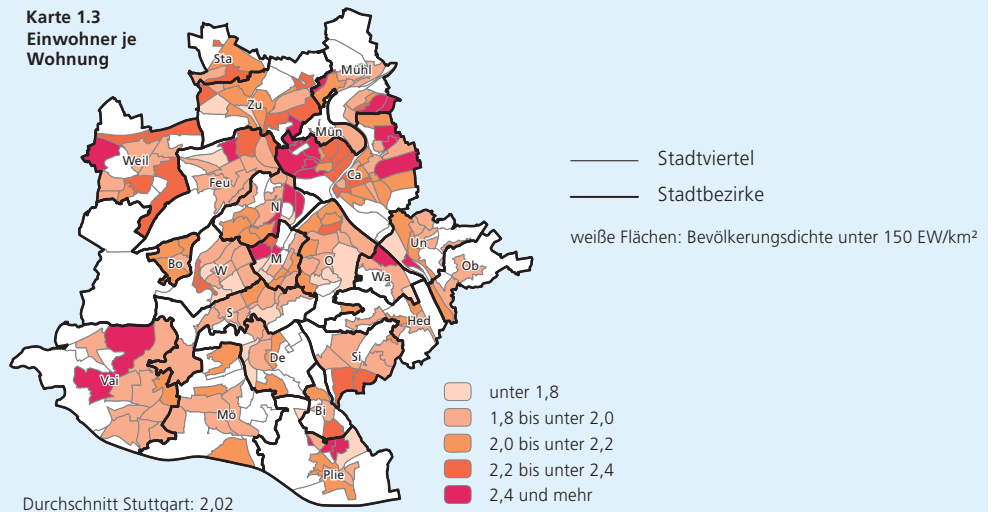 Karte 1.3
Einwohner je
Wohnung
Sta
Mühl
Zu
Mün
Weil
Ca
Feu
N
Un
Bo
W
M
O
Wa
Ob
S
Hed
De
Si
Vai
Mö
Bi
Plie
Stadtviertel
Stadtbezirke
weiße Flächen: Bevölkerungsdichte unter 150 EW/km²
unter 1,8
1,8 bis unter 2,0
2,0 bis unter 2,2
2,2 bis unter 2,4
2,4 und mehr
Durchschnitt Stuttgart: 2,02